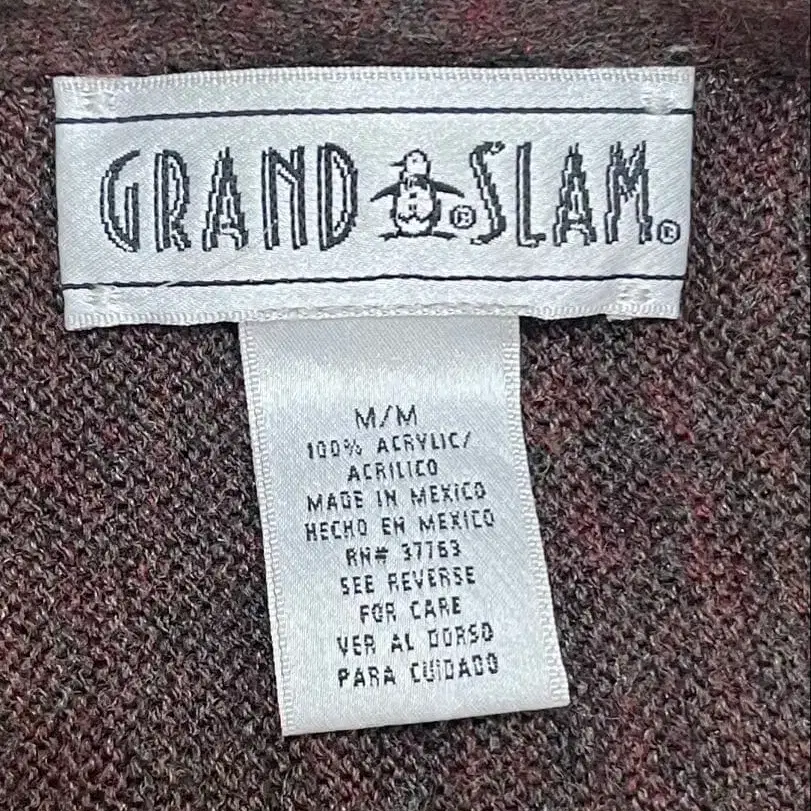 GRAND ® SLAM®
M/M
100% ACRYLIC/
ACRILICO
MADE IN MEXICO
HECHO EN MEXICO
RN# 37763
SEE REVERSE
FOR CARE
VER AL DORSO
PARA CUIDADO